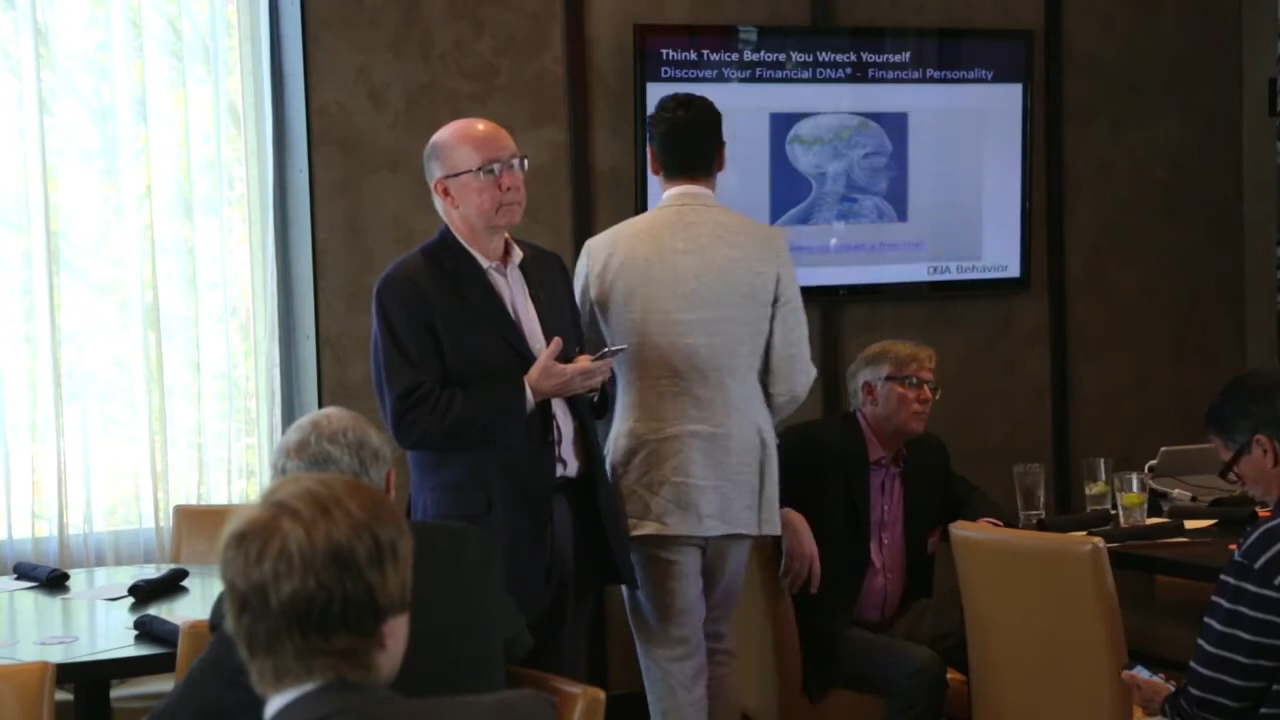 Think Twice Before You Wreck Yourself
Discover Your Financial DNA® - Financial Personality
DNA Behavior